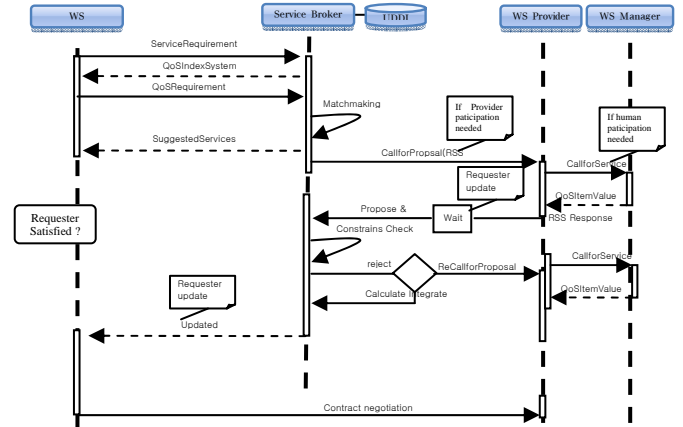 WS
Service Broker
UDDI
WS Provider
WS Manager
ServiceRequirement
QoSIndexSystem
QoSRequirement
Matchmaking
SuggestedServices
If Provider
paticipation
needed
If human
paticipation
needed
CallforPropsal(RSS
CallforService
Requester
update
QoSItemValue
Propose &
Wait
RSS Response
Requester
Satisfied ?
Constrains Check
CallforService
reject
ReCallforProposal
Requester
update
Calculate Integrate
QoSItemValue
Updated
Contract negotiation